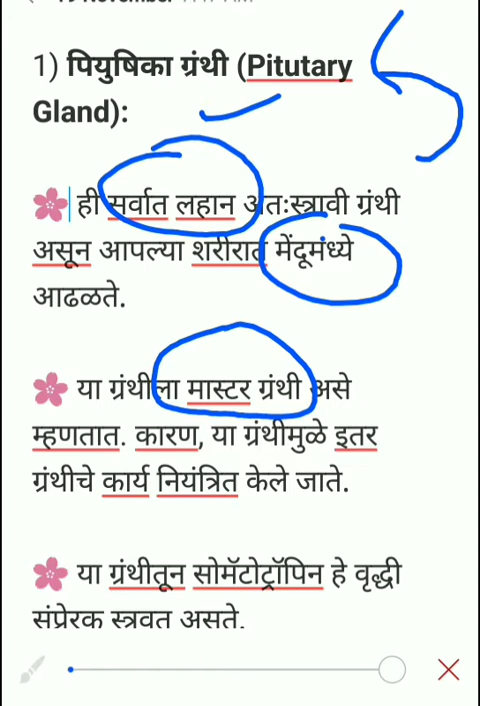 1) पियुषिका ग्रंथी (Pitutary
Gland):
ही सर्वात लहान अंतःस्त्रावी ग्रंथी
असून आपल्या शरीरात मेंदूमंध्ये
आढळते.
या ग्रंथीला मास्टर ग्रंथी असे
म्हणतात. कारण, या ग्रंथीमुळे इतर
ग्रंथीचे कार्य नियंत्रित केले जाते.
या ग्रंथीतून सोमॅटोट्रॉपिन हे वृद्धी
संप्रेरक स्त्रवत असते.